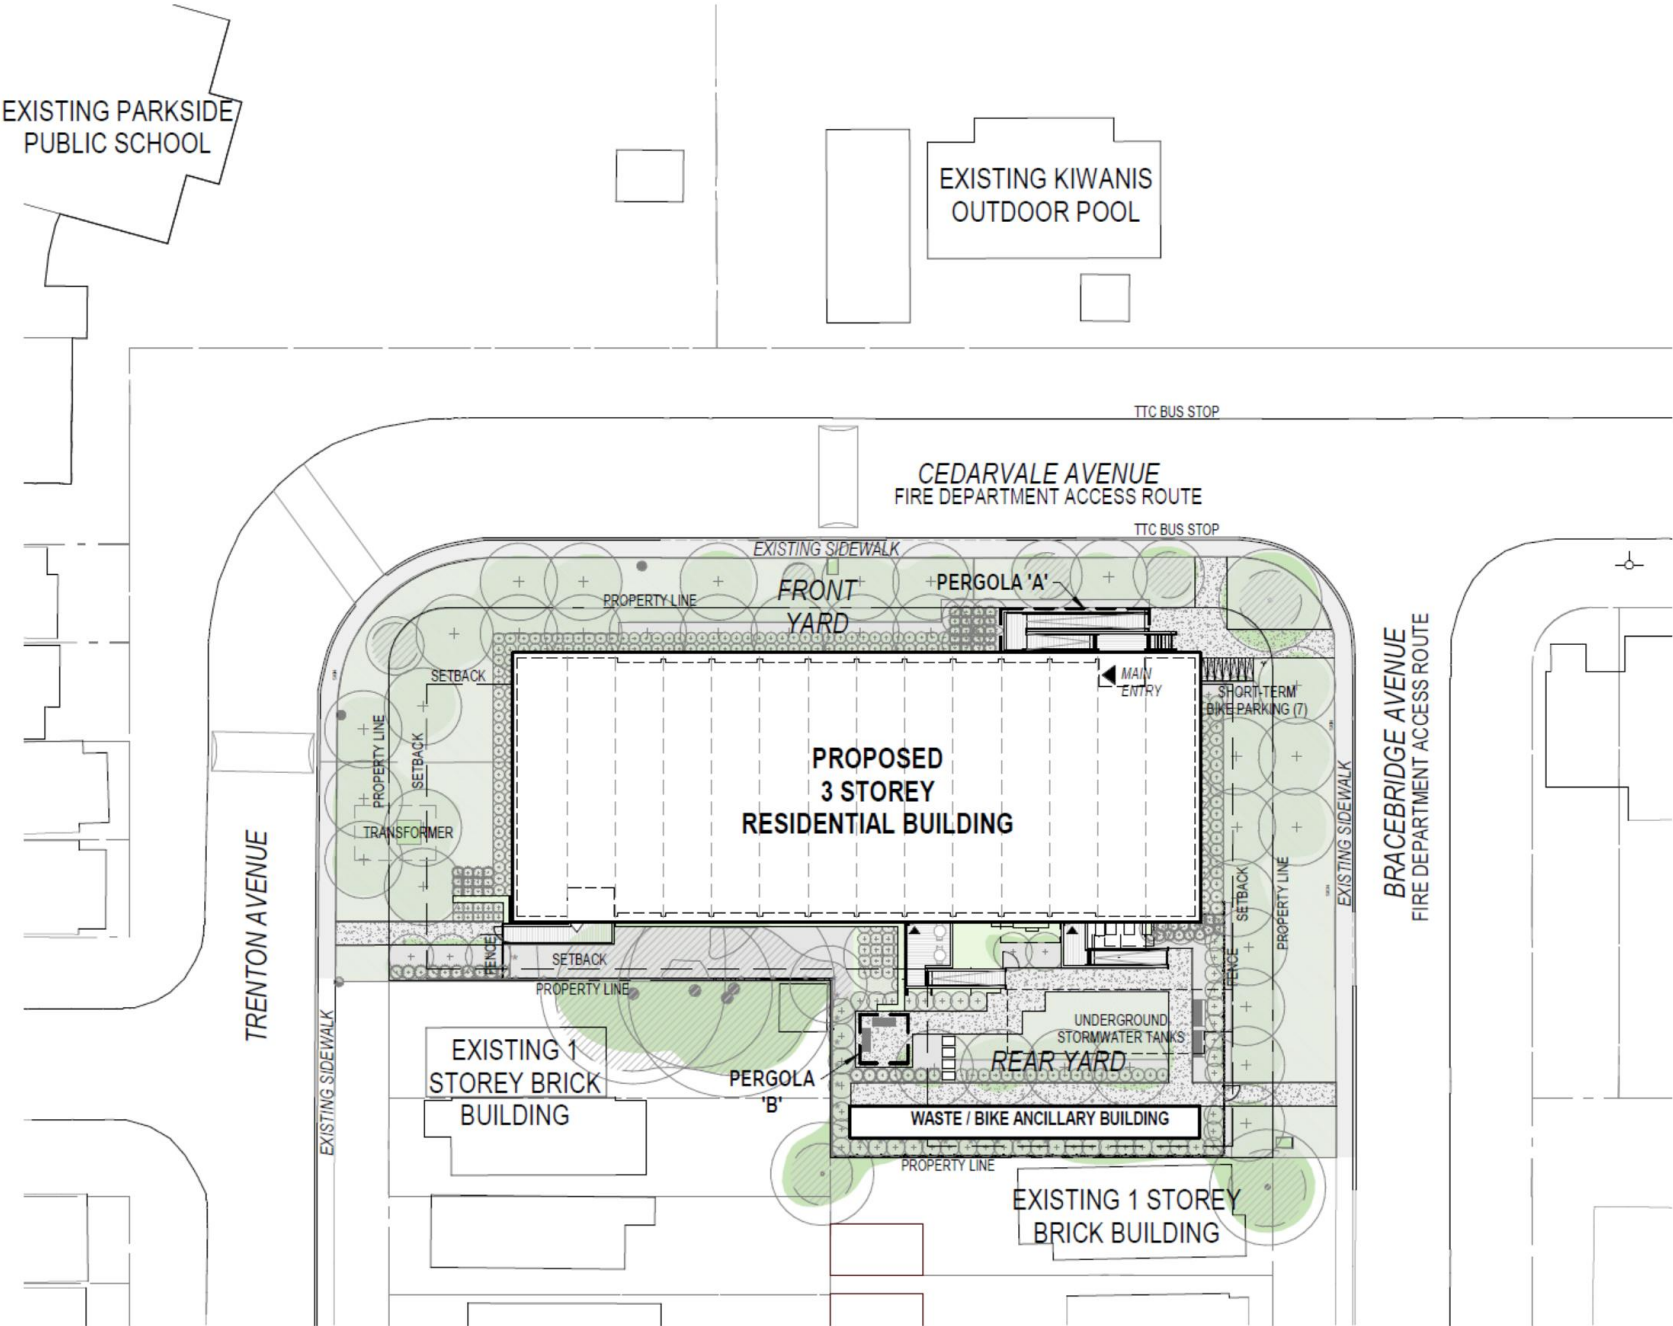 EXISTING PARKSIDE
PUBLIC SCHOOL
EXISTING KIWANIS
OUTDOOR POOL
TTC BUS STOP
CEDARVALE AVENUE
FIRE DEPARTMENT ACCESS ROUTE
TTC BUS STOP
EXISTING SIDEWALK
FRONT
YARD
PERGOLA 'A'
PROPERTY LINE
SETBACK
MAIN
ENTRY
SHORT-TERM
BIKE PARKING (7)
PROPERTY LINE
SETBACK
PROPOSED
3 STOREY
RESIDENTIAL BUILDING
TRANSFORMER
TRENTON AVENUE
BRACEBRIDGE AVENUE
FIRE DEPARTMENT ACCESS ROUTE
EXISTING SIDEWALK
SETBACK
PROPERTY LINE
FENCE
SETBACK
PROPERTY LINE
FENCE
EXISTING SIDEWALK
UNDERGROUND
STORMWATER TANKS
REAR YARD
EXISTING 1
STOREY BRICK
BUILDING
PERGOLA
'B'
WASTE / BIKE ANCILLARY BUILDING
PROPERTY LINE
EXISTING 1 STOREY
BRICK BUILDING